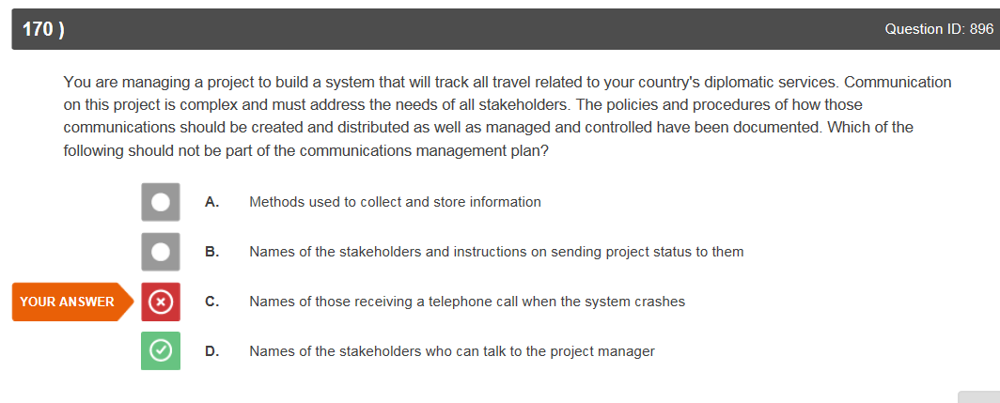 170 ) Question ID: 896
You are managing a project to build a system that will track all travel related to your country's diplomatic services. Communication
on this project is complex and must address the needs of all stakeholders. The policies and procedures of how those
communications should be created and distributed as well as managed and controlled have been documented. Which of the
following should not be part of the communications management plan?
A. Methods used to collect and store information
B. Names of the stakeholders and instructions on sending project status to them
YOUR ANSWER C. Names of those receiving a telephone call when the system crashes
D. Names of the stakeholders who can talk to the project manager